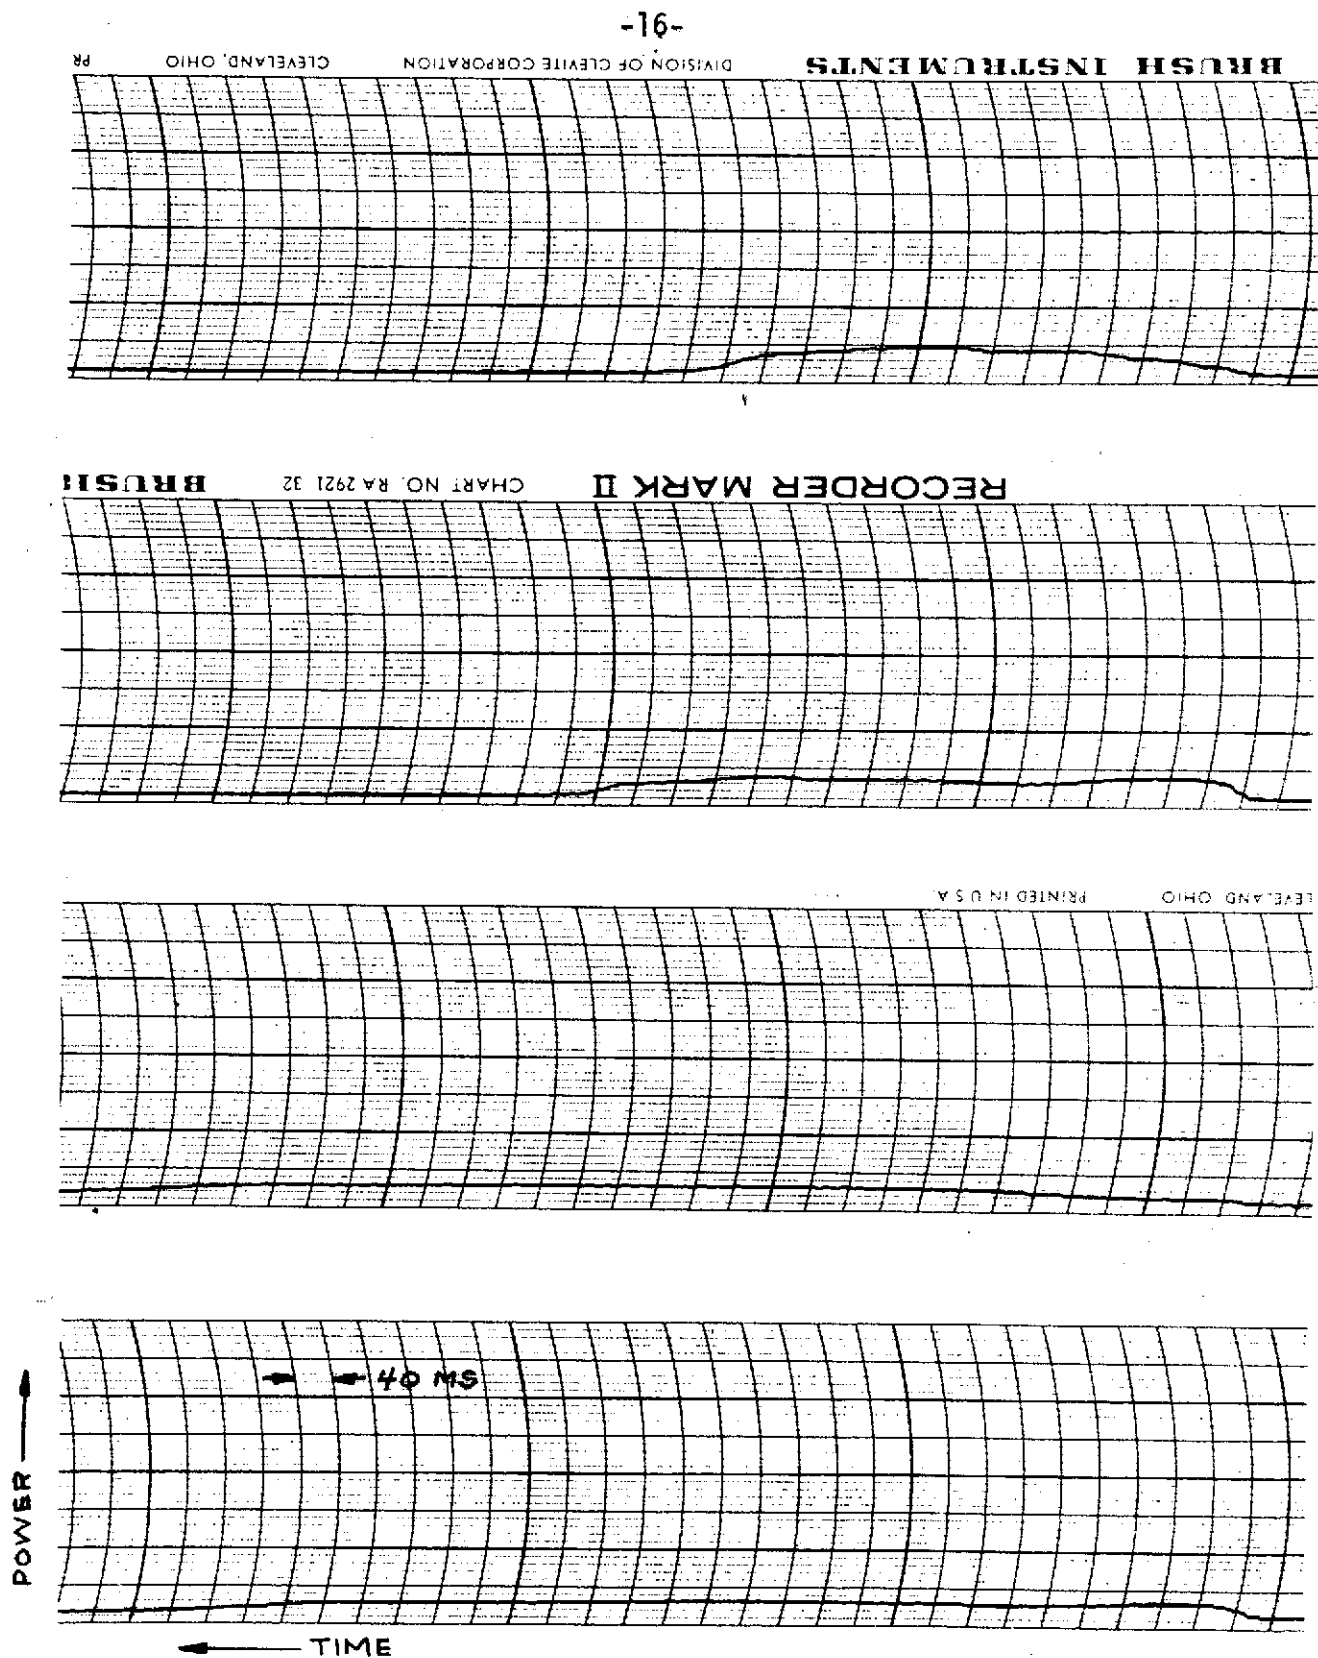 -16-
BRUSH INSTRUMENTS DIVISION OF CLEVITE CORPORATION CLEVELAND, OHIO PR
RECORDER MARK II CHART NO. RA 2921 32 BRUSH
LEVELAND OHIO PRINTED IN U.S.A.
40 MS
POWER
TIME